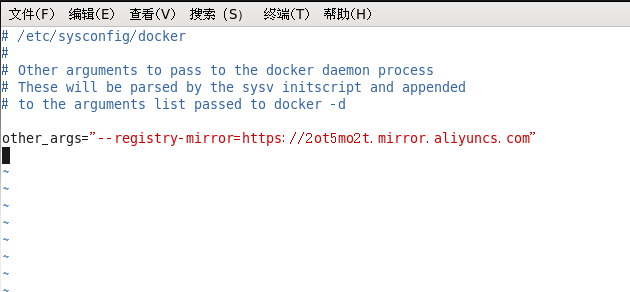 文件(F) 编辑(E) 查看(V) 搜索 (S) 终端(T) 帮助(H)
# /etc/sysconfig/docker
#
# Other arguments to pass to the docker daemon process
# These will be parsed by the sysv initscript and appended
# to the arguments list passed to docker -d
other_args=”--registry-mirror=https://2ot5mo2t.mirror.aliyuncs.com”
~
~
~
~
~
~
~
~